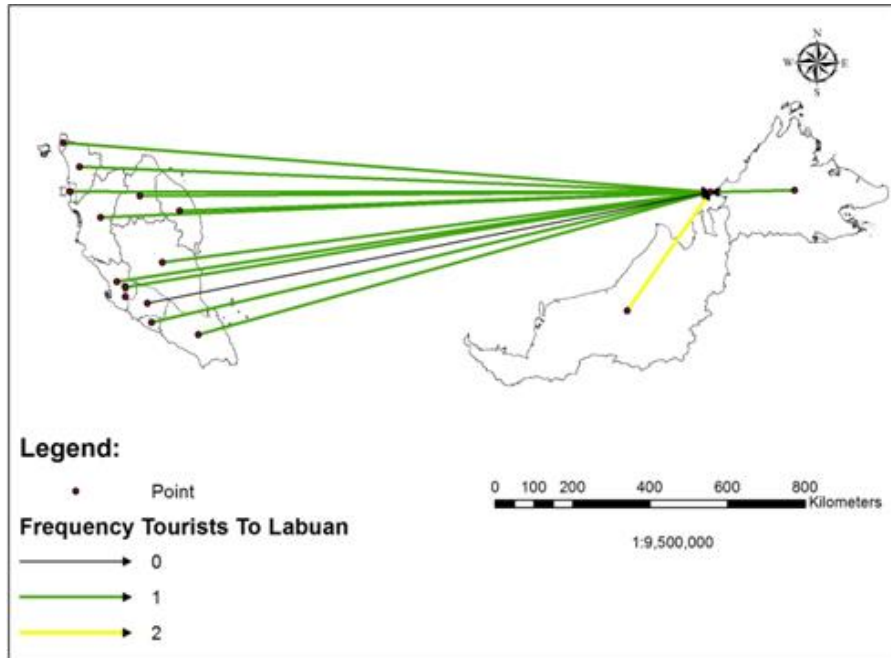 N
W E
S
Legend:
Point
Frequency Tourists To Labuan
0
1
2
0 100 200 400 600 800
Kilometers
1:9,500,000